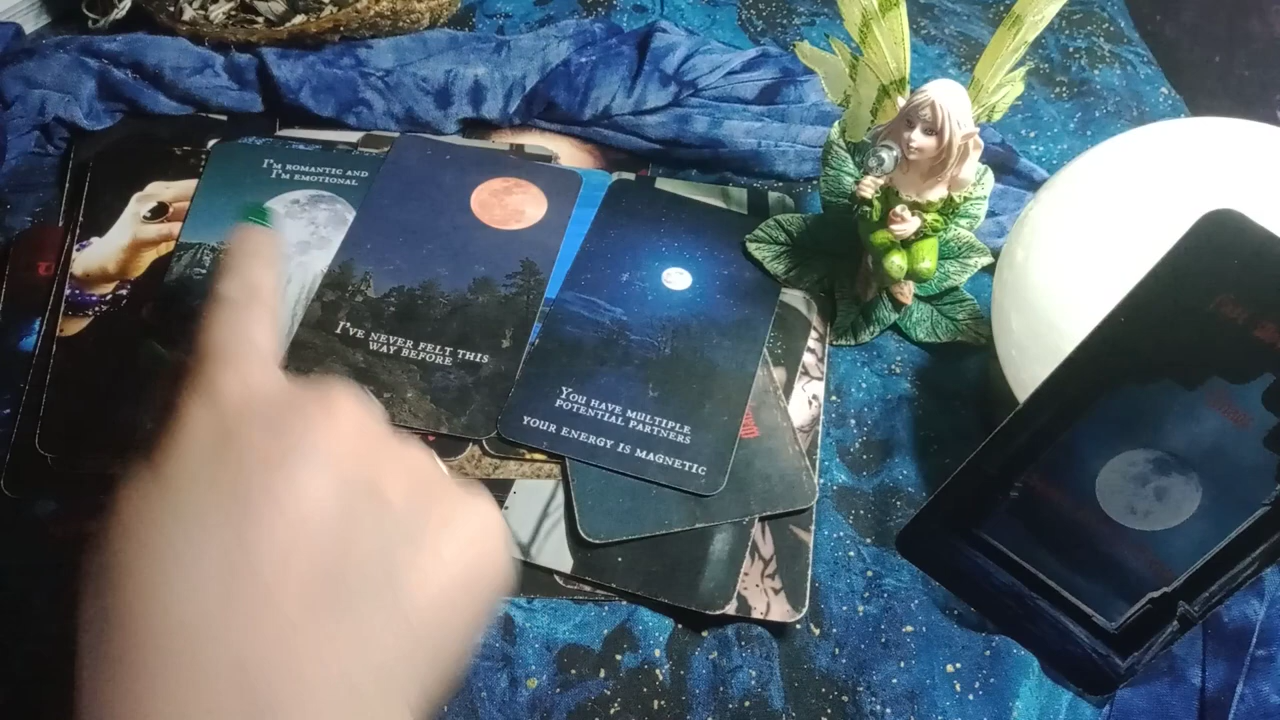 I'M ROMANTIC AND
I'M EMOTIONAL
I'VE NEVER FELT THIS
WAY BEFORE
YOU HAVE MULTIPLE
POTENTIAL PARTNERS
YOUR ENERGY IS MAGNETIC